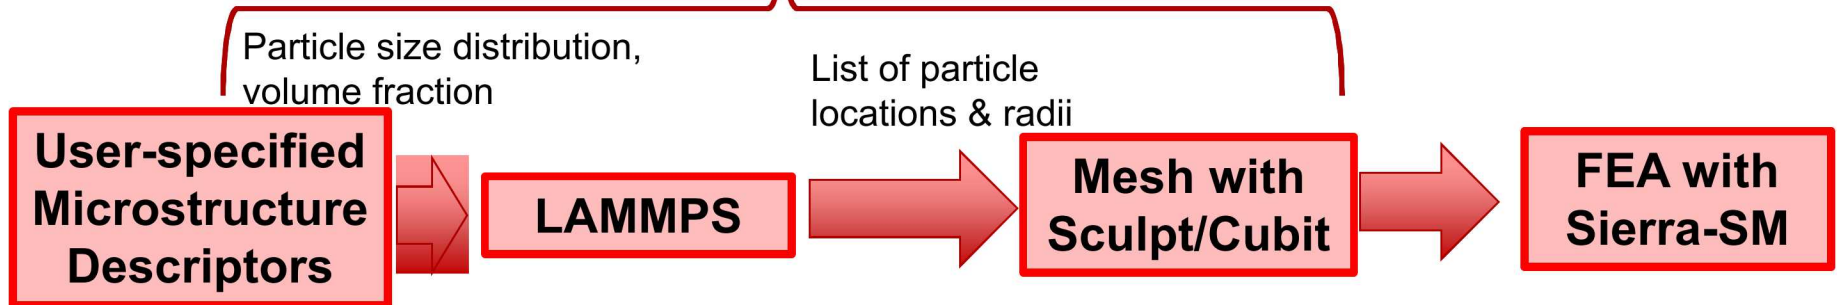 Particle size distribution,
volume fraction
List of particle
locations & radii
User-specified
Microstructure
Descriptors
LAMMPS
Mesh with
Sculpt/Cubit
FEA with
Sierra-SM